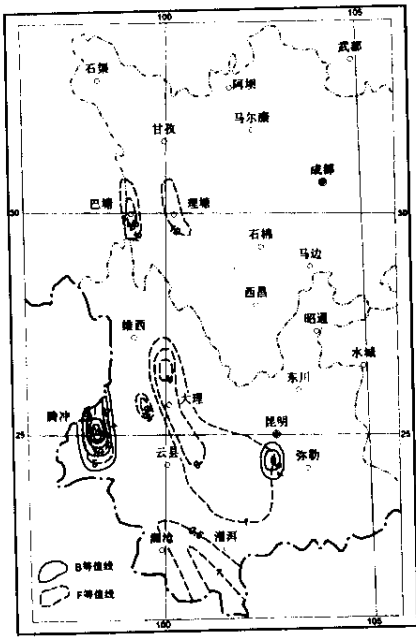 100
105
武都
石渠
阿坝
马尔康
甘孜
成都
巴塘
理塘
30
石棉
马边
西昌
昭通
维西
水城
东川
大理
腾冲
昆明
25
25
云县
弥勒
澜沧
普洱
B等值线
F等值线
100
105